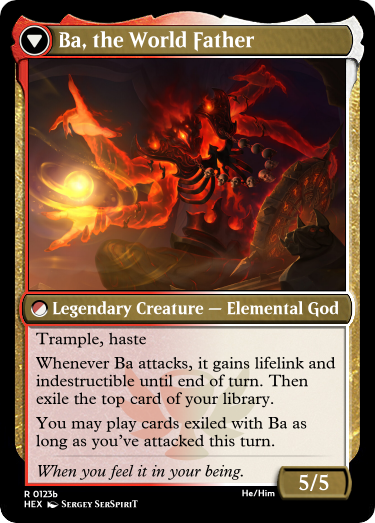 Ba, the World Father
Legendary Creature — Elemental God
Trample, haste
Whenever Ba attacks, it gains lifelink and
indestructible until end of turn. Then
exile the top card of your library.
You may play cards exiled with Ba as
long as you've attacked this turn.
When you feel it in your being.
5/5
R 0123b
He/Him
HEX Sergey SerSpiriT